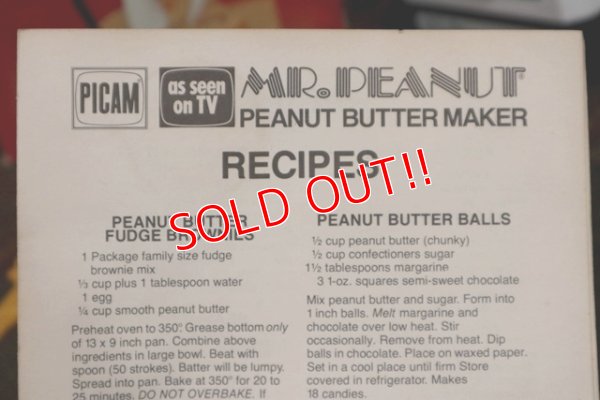 PICAM
as seen
on TV
MR. PEANUT
PEANUT BUTTER MAKER
RECIPES
SOLD OUT!!
PEANUT BUTTER
FUDGE BROWNIES
1 Package family size fudge
brownie mix
⅓ cup plus 1 tablespoon water
1 egg
¼ cup smooth peanut butter
Preheat oven to 350° Grease bottom only
of 13 x 9 inch pan. Combine above
ingredients in large bowl. Beat with
spoon (50 strokes). Batter will be lumpy.
Spread into pan. Bake at 350° for 20 to
25 minutes. DO NOT OVERBAKE. If
PEANUT BUTTER BALLS
½ cup peanut butter (chunky)
½ cup confectioners sugar
1½ tablespoons margarine
3 1-oz. squares semi-sweet chocolate
Mix peanut butter and sugar. Form into
1 inch balls. Melt margarine and
chocolate over low heat. Stir
occasionally. Remove from heat. Dip
balls in chocolate. Place on waxed paper.
Set in a cool place until firm Store
covered in refrigerator. Makes
18 candies.